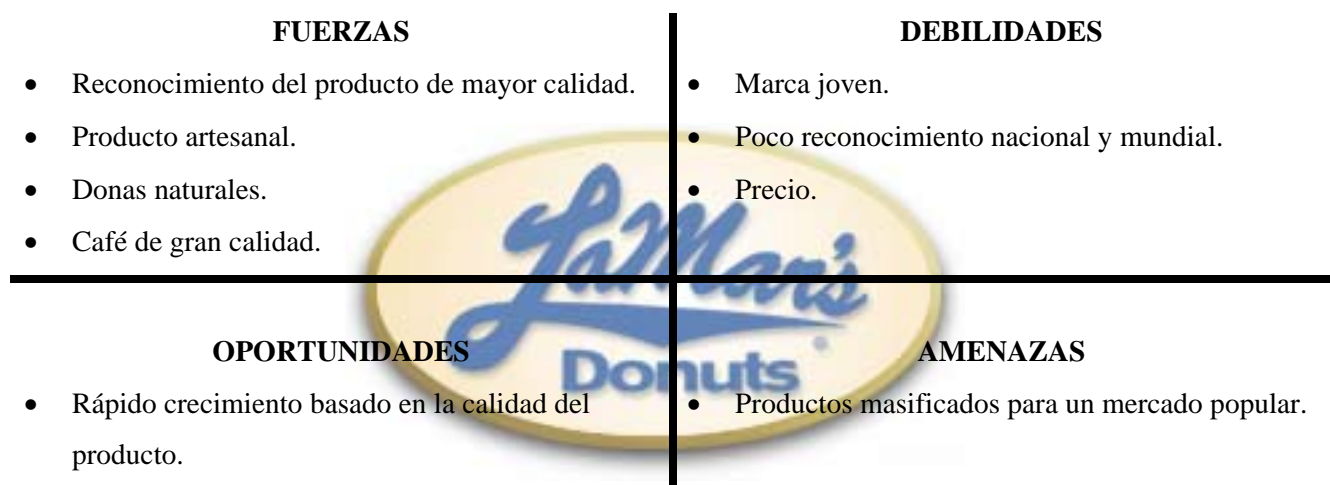 FUERZAS
• Reconocimiento del producto de mayor calidad.
• Producto artesanal.
• Donas naturales.
• Café de gran calidad.
DEBILIDADES
• Marca joven.
• Poco reconocimiento nacional y mundial.
• Precio.
LaMar's
Donuts®
OPORTUNIDADES
• Rápido crecimiento basado en la calidad del
producto.
AMENAZAS
• Productos masificados para un mercado popular.